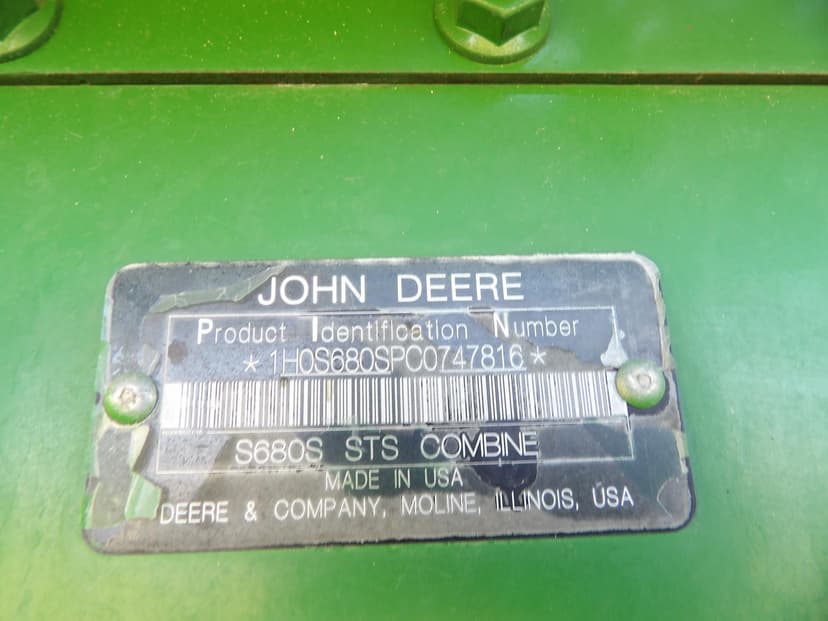 JOHN DEERE
Product Identification Number
*1H0S680SPC0747816*
S680S STS COMBINE
MADE IN USA
DEERE & COMPANY, MOLINE, ILLINOIS, USA